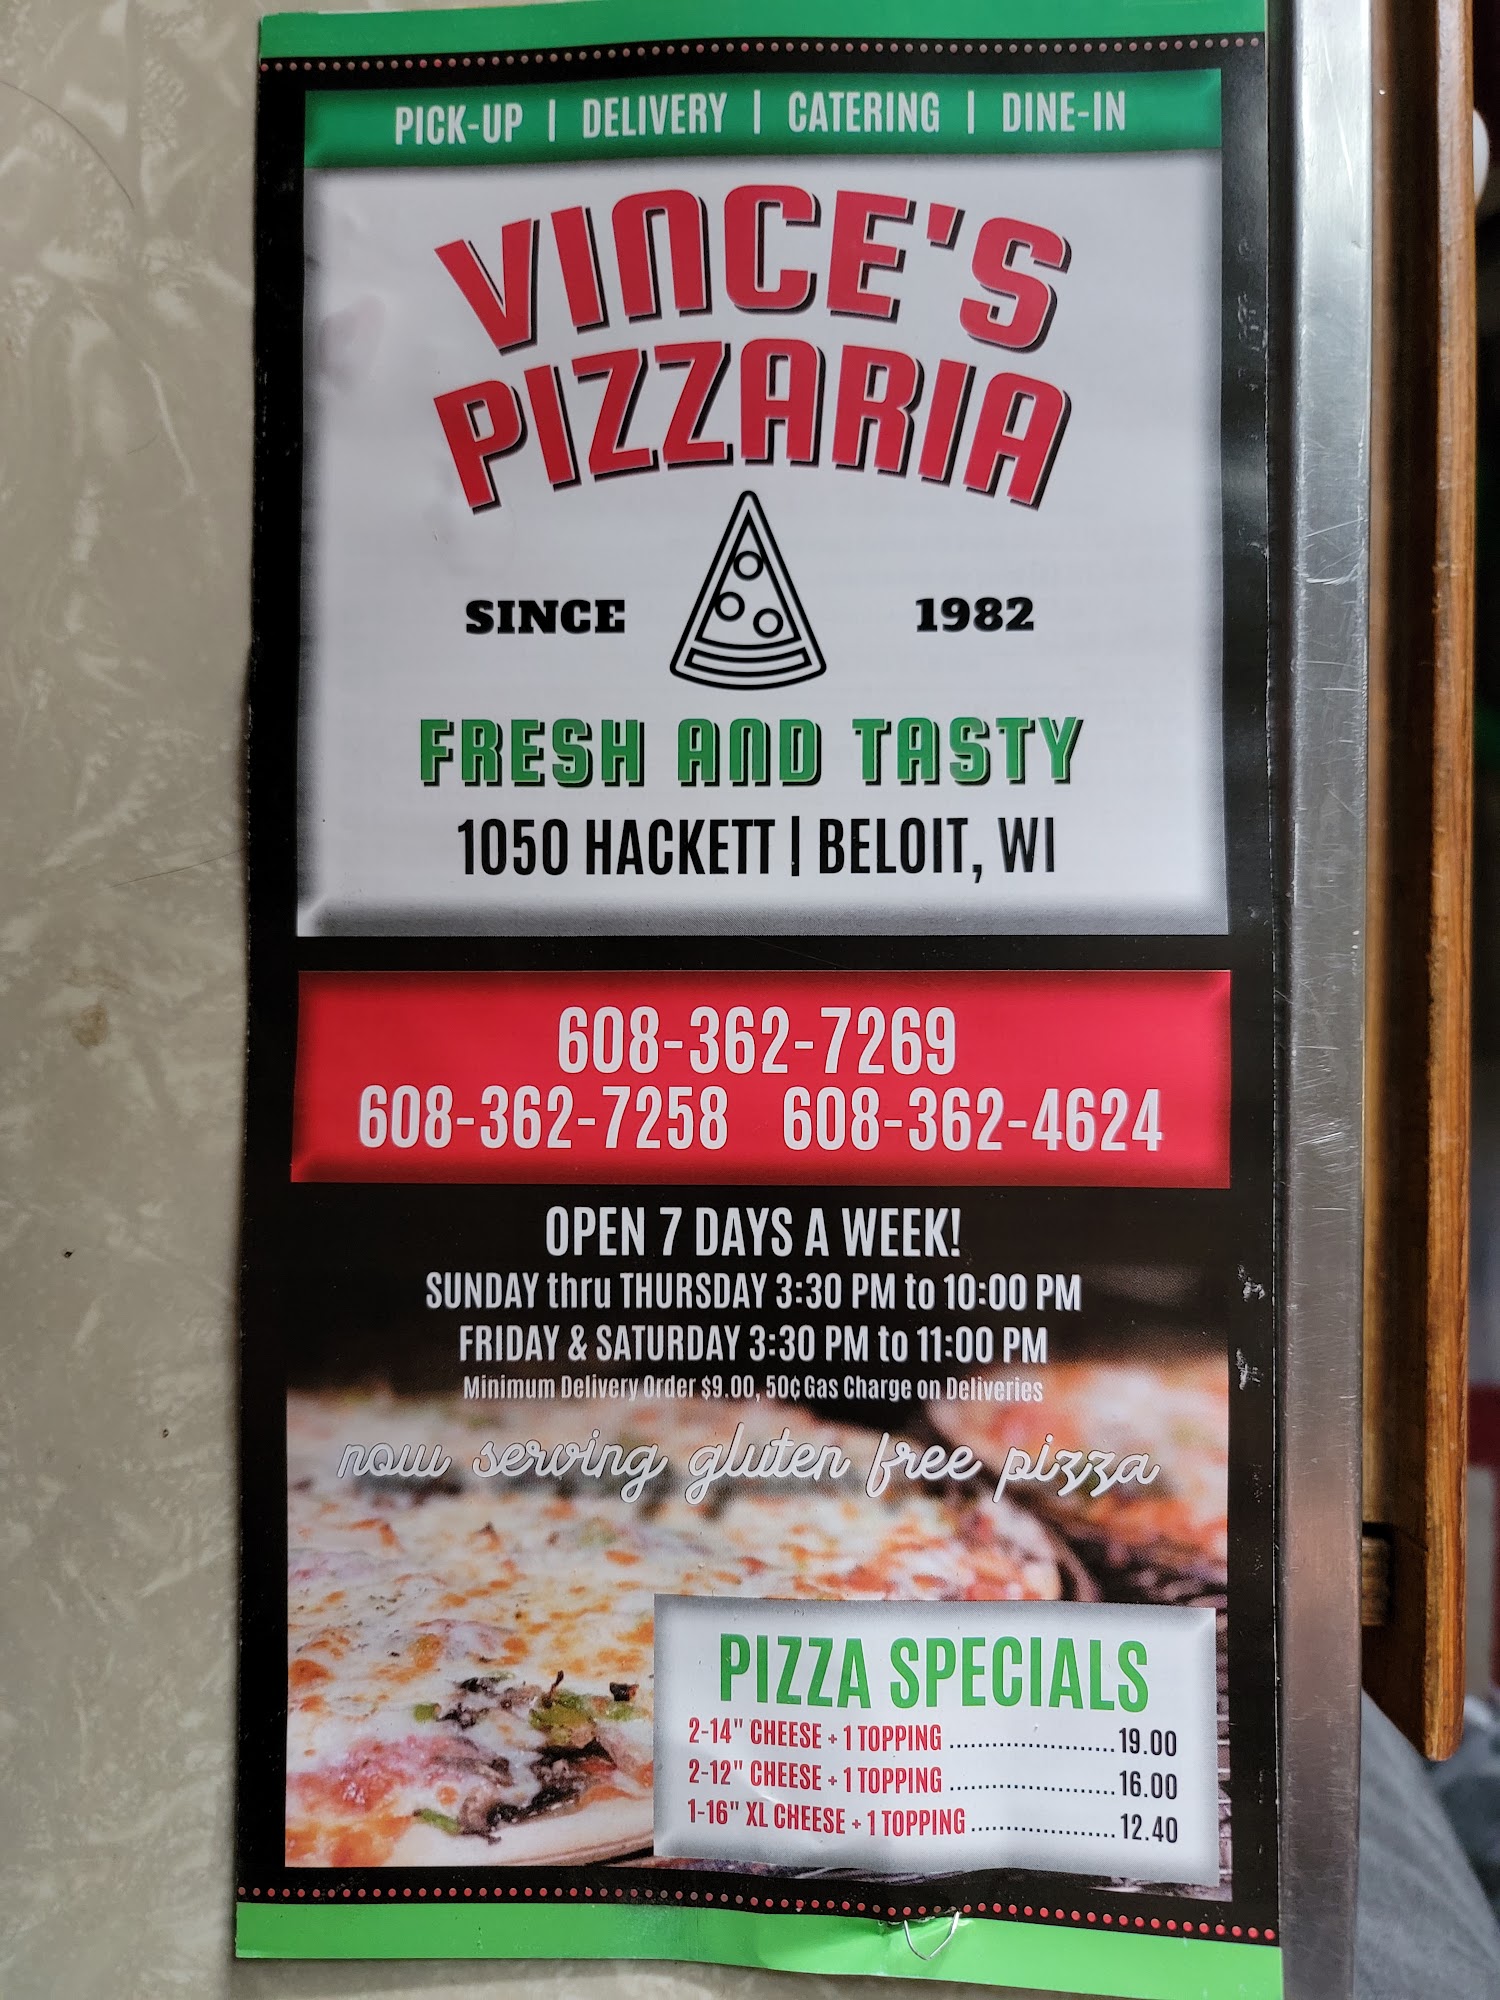 PICK-UP | DELIVERY | CATERING | DINE-IN
VINCE'S
PIZZARIA
SINCE 1982
FRESH AND TASTY
1050 HACKETT | BELOIT, WI
608-362-7269
608-362-7258 608-362-4624
OPEN 7 DAYS A WEEK!
SUNDAY thru THURSDAY 3:30 PM to 10:00 PM
FRIDAY & SATURDAY 3:30 PM to 11:00 PM
Minimum Delivery Order $9.00, 50¢ Gas Charge on Deliveries
now serving gluten free pizza
PIZZA SPECIALS
2-14" CHEESE + 1 TOPPING ........................ 19.00
2-12" CHEESE + 1 TOPPING ........................ 16.00
1-16" XL CHEESE + 1 TOPPING ..................... 12.40